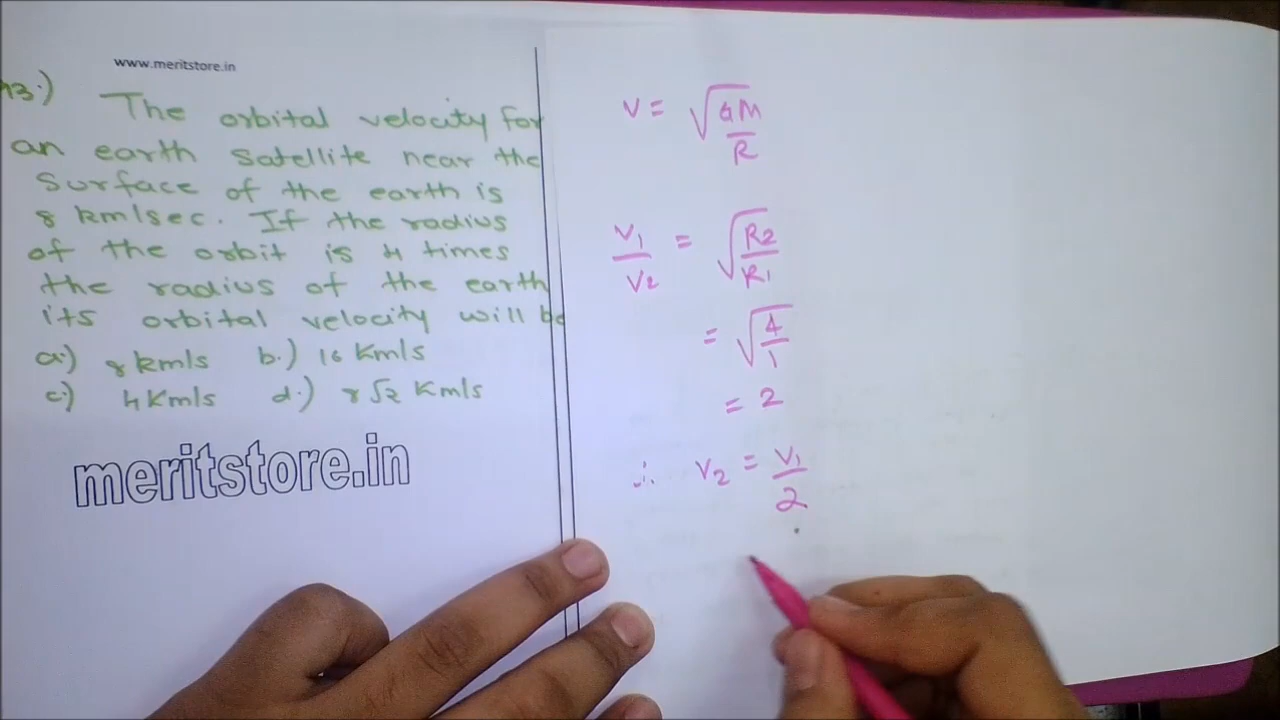 www.meritstore.in
13.) The orbital velocity for
an earth satellite near the
surface of the earth is
8 km/sec. If the radius
of the orbit is 4 times
the radius of the earth
its orbital velocity will be
a.) 8 km/s b.) 16 Km/s
c.) 4 Km/s d.) 8√2 Km/s
meritstore.in
V = √(GM/R)
V1/V2 = √(R2/R1)
= √(4/1)
= 2
∴ V2 = V1/2